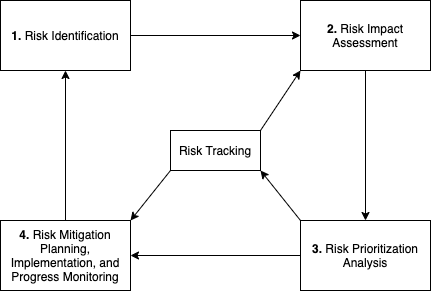 1. Risk Identification
2. Risk Impact
Assessment
Risk Tracking
4. Risk Mitigation
Planning,
Implementation, and
Progress Monitoring
3. Risk Prioritization
Analysis